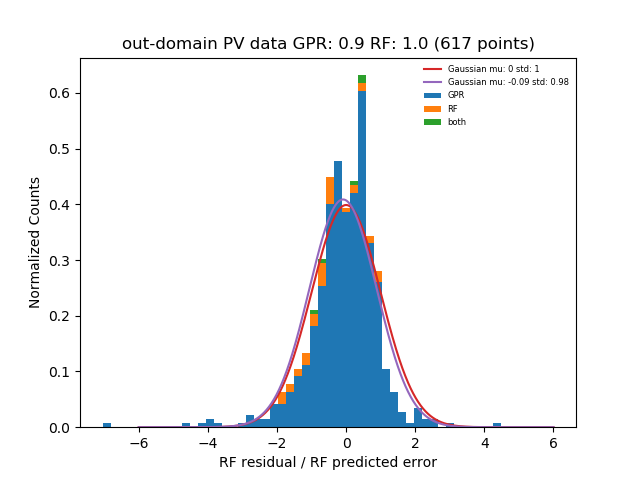 out-domain PV data GPR: 0.9 RF: 1.0 (617 points)
Gaussian mu: 0 std: 1
Gaussian mu: -0.09 std: 0.98
GPR
RF
both
Normalized Counts
0.6
0.5
0.4
0.3
0.2
0.1
0.0
−6 −4 −2 0 2 4 6
RF residual / RF predicted error